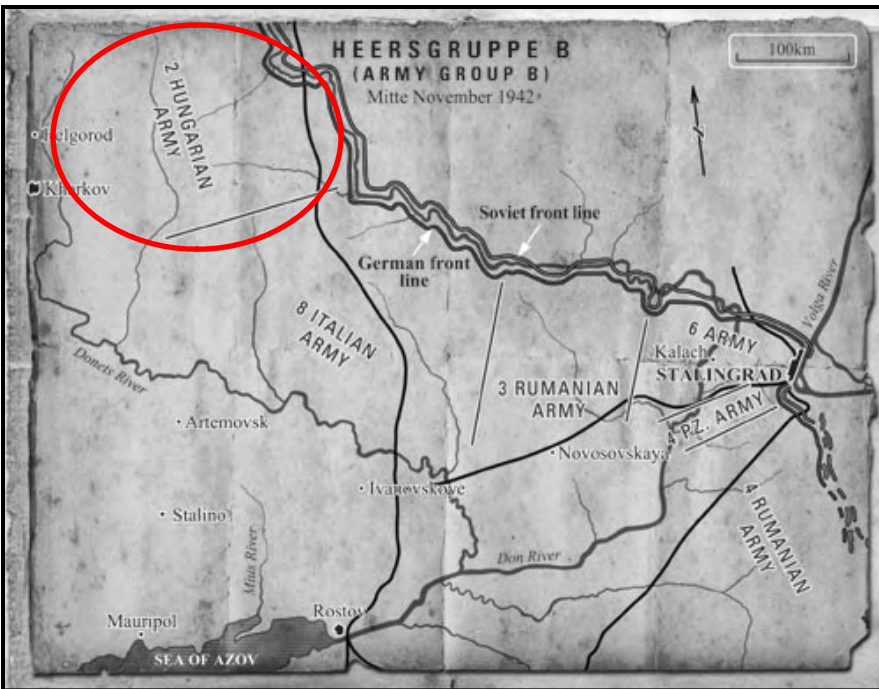 HEERSGRUPPE B
(ARMY GROUP B)
Mitte November 1942
100km
N
2 HUNGARIAN
ARMY
Belgorod
Kharkov
Soviet front line
German front
line
Volga River
8 ITALIAN
ARMY
6 ARMY
Kalach
STALINGRAD
Donets River
3 RUMANIAN
ARMY
4 PZ. ARMY
Artemovsk
Novosovskaya
Ivanovskoye
4 RUMANIAN
ARMY
Stalino
Mius River
Don River
Mauripol
Rostov
SEA OF AZOV